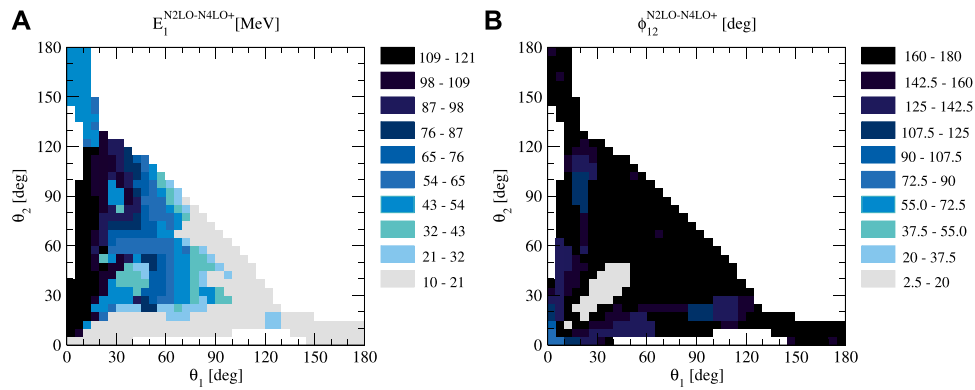 A
E₁ᴺ²ᴸᴼ⁻ᴺ⁴ᴸᴼ⁺ [MeV]
180
150
120
90
60
30
0
θ₂ [deg]
0 30 60 90 120 150 180
θ₁ [deg]
109 - 121
98 - 109
87 - 98
76 - 87
65 - 76
54 - 65
43 - 54
32 - 43
21 - 32
10 - 21
B
ϕ₁₂ᴺ²ᴸᴼ⁻ᴺ⁴ᴸᴼ⁺ [deg]
180
150
120
90
60
30
0
θ₂ [deg]
0 30 60 90 120 150 180
θ₁ [deg]
160 - 180
142.5 - 160
125 - 142.5
107.5 - 125
90 - 107.5
72.5 - 90
55.0 - 72.5
37.5 - 55.0
20 - 37.5
2.5 - 20